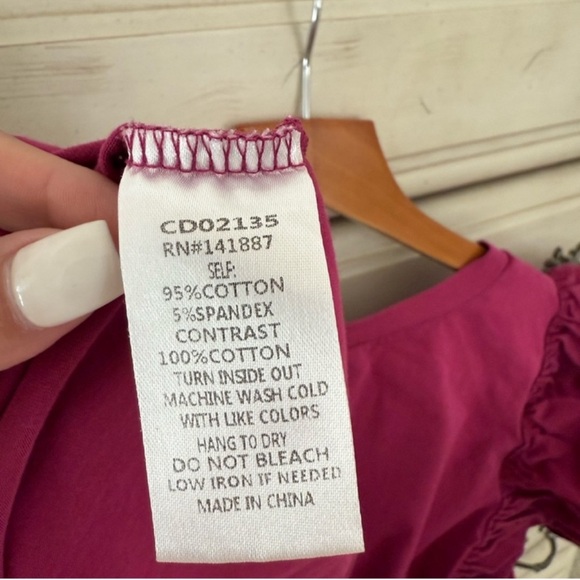 CD02135
RN#141887
SELF:
95%COTTON
5%SPANDEX
CONTRAST
100%COTTON
TURN INSIDE OUT
MACHINE WASH COLD
WITH LIKE COLORS
HANG TO DRY
DO NOT BLEACH
LOW IRON IF NEEDED
MADE IN CHINA